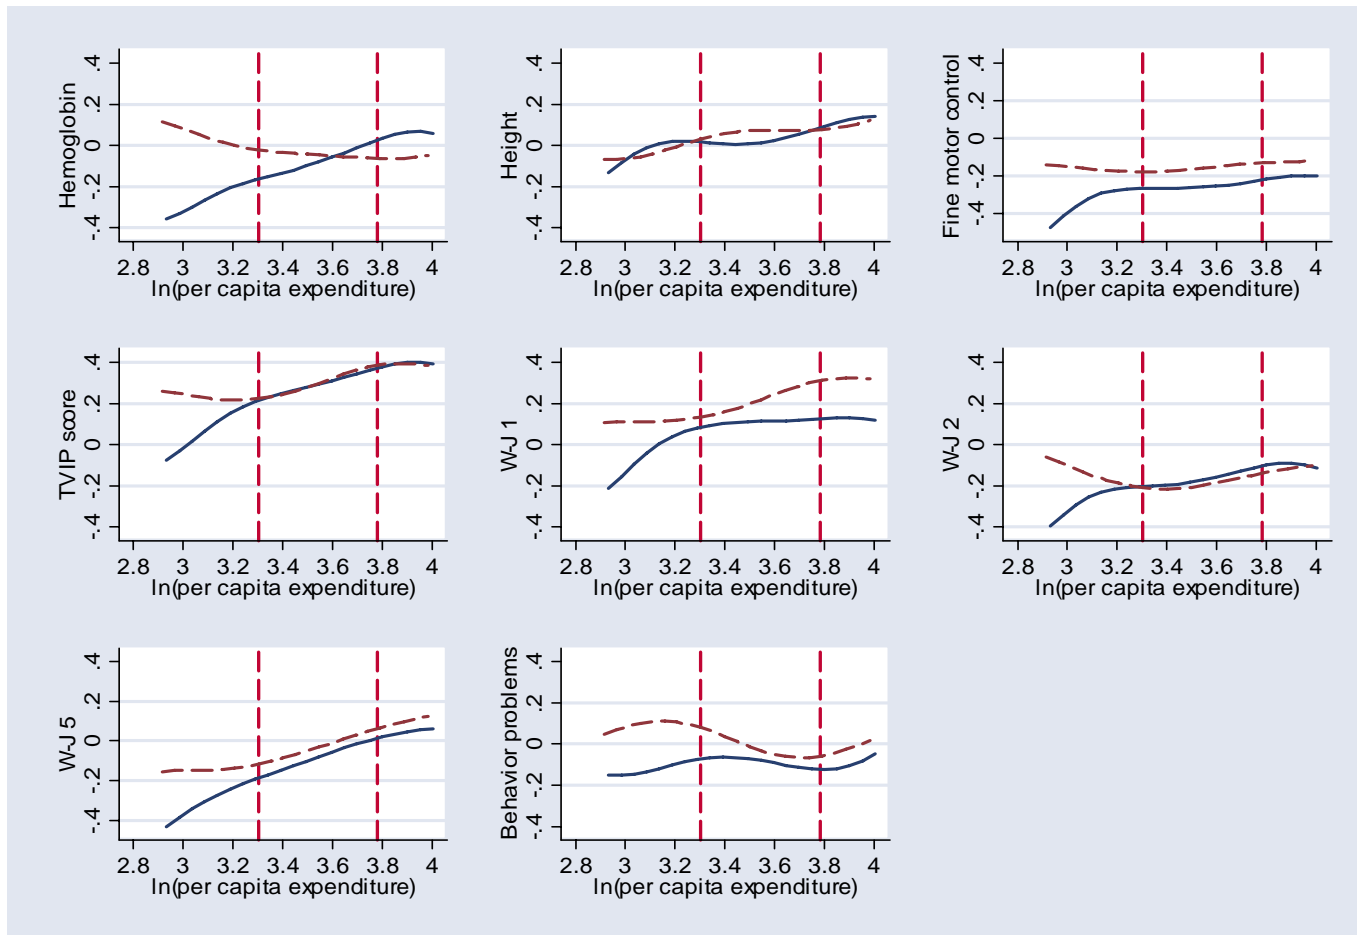 Hemoglobin
.4
.2
0
-.2
-.4
2.8 3 3.2 3.4 3.6 3.8 4
ln(per capita expenditure)
Height
.4
.2
0
-.2
-.4
2.8 3 3.2 3.4 3.6 3.8 4
ln(per capita expenditure)
Fine motor control
.4
.2
0
-.2
-.4
2.8 3 3.2 3.4 3.6 3.8 4
ln(per capita expenditure)
TVIP score
.4
.2
0
-.2
-.4
2.8 3 3.2 3.4 3.6 3.8 4
ln(per capita expenditure)
W-J 1
.4
.2
0
-.2
-.4
2.8 3 3.2 3.4 3.6 3.8 4
ln(per capita expenditure)
W-J 2
.4
.2
0
-.2
-.4
2.8 3 3.2 3.4 3.6 3.8 4
ln(per capita expenditure)
W-J 5
.4
.2
0
-.2
-.4
2.8 3 3.2 3.4 3.6 3.8 4
ln(per capita expenditure)
Behavior problems
.4
.2
0
-.2
-.4
2.8 3 3.2 3.4 3.6 3.8 4
ln(per capita expenditure)